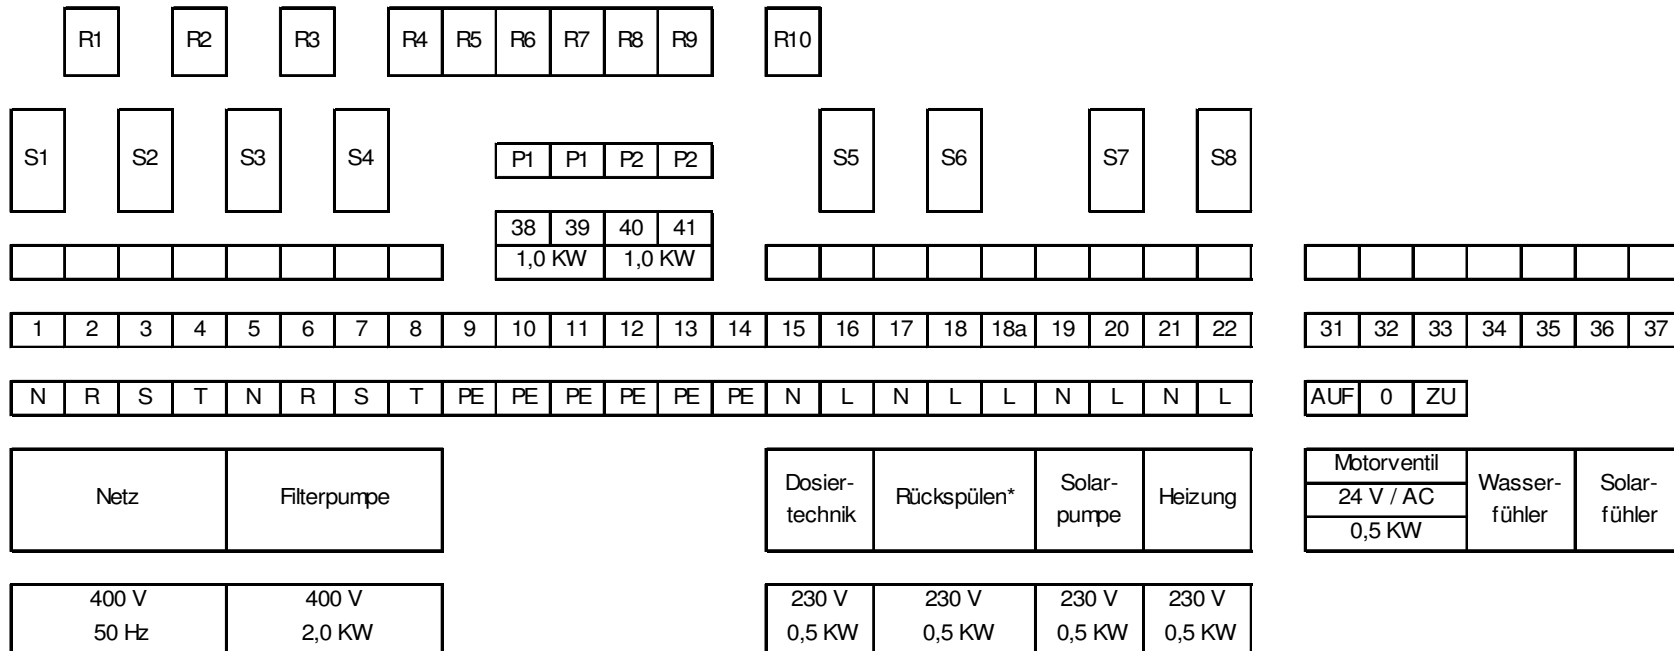 R1 R2 R3 R4 R5 R6 R7 R8 R9 R10
S1 S2 S3 S4 P1 P1 P2 P2 S5 S6 S7 S8
38 39 40 41
1,0 KW 1,0 KW
1 2 3 4 5 6 7 8 9 10 11 12 13 14 15 16 17 18 18a 19 20 21 22 31 32 33 34 35 36 37
N R S T N R S T PE PE PE PE PE PE N L N L L N L N L AUF 0 ZU
Netz
Filterpumpe
Dosier-
technik
Rückspülen*
Solar-
pumpe
Heizung
Motorventil
24 V / AC
0,5 KW
Wasser-
fühler
Solar-
fühler
400 V
50 Hz
400 V
2,0 KW
230 V
0,5 KW
230 V
0,5 KW
230 V
0,5 KW
230 V
0,5 KW